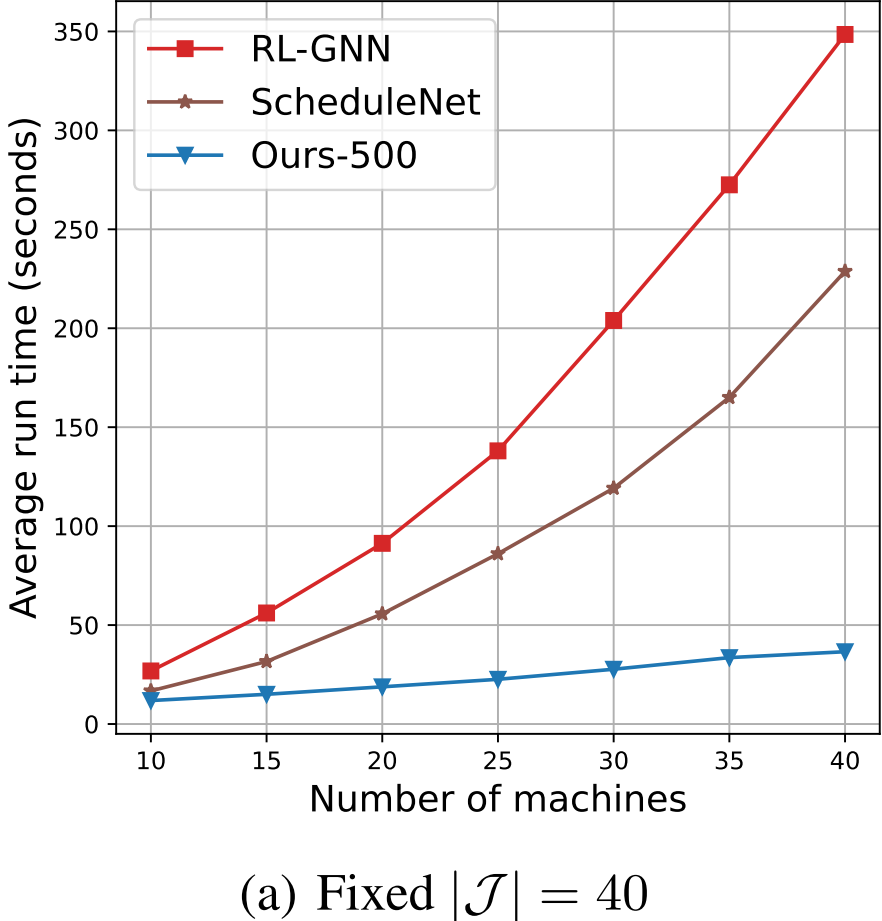 RL-GNN
ScheduleNet
Ours-500
Average run time (seconds)
350
300
250
200
150
100
50
0
10 15 20 25 30 35 40
Number of machines
(a) Fixed |𝒥| = 40